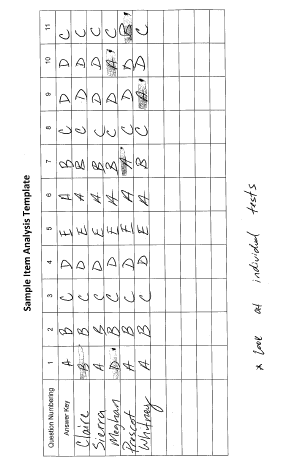 Sample Item Analysis Template
Question Numbering 1 2 3 4 5 6 7 8 9 10 11
Answer Key A B C D E A B C D D C
Claire B B C D E A B C D D C
Sierra A B C D E A B C D D C
Meghan D B C D E A B C D A C
Prescot A B C D E A A C D D B
Whitney A B C D E A B C A D C
* look at individual tests